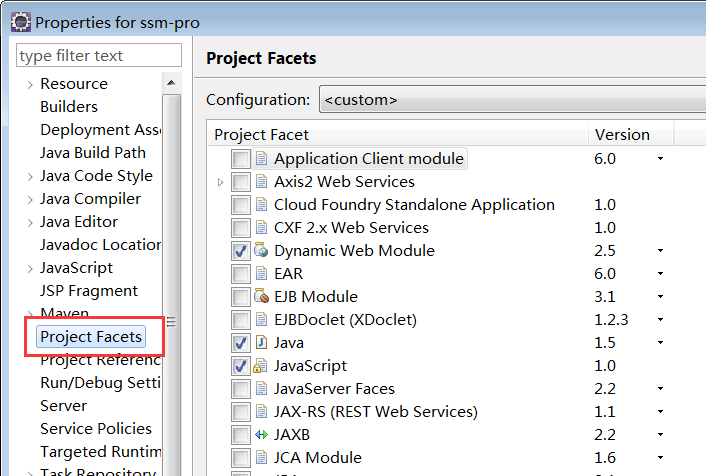 Properties for ssm-pro
type filter text
Resource
Builders
Deployment Asse
Java Build Path
Java Code Style
Java Compiler
Java Editor
Javadoc Location
JavaScript
JSP Fragment
Maven
Project Facets
Project Referenc
Run/Debug Setti
Server
Service Policies
Targeted Runtim
Task Repository
Project Facets
Configuration: <custom>
Project Facet Version
Application Client module 6.0
Axis2 Web Services
Cloud Foundry Standalone Application 1.0
CXF 2.x Web Services 1.0
Dynamic Web Module 2.5
EAR 6.0
EJB Module 3.1
EJBDoclet (XDoclet) 1.2.3
Java 1.5
JavaScript 1.0
JavaServer Faces 2.2
JAX-RS (REST Web Services) 1.1
JAXB 2.2
JCA Module 1.6